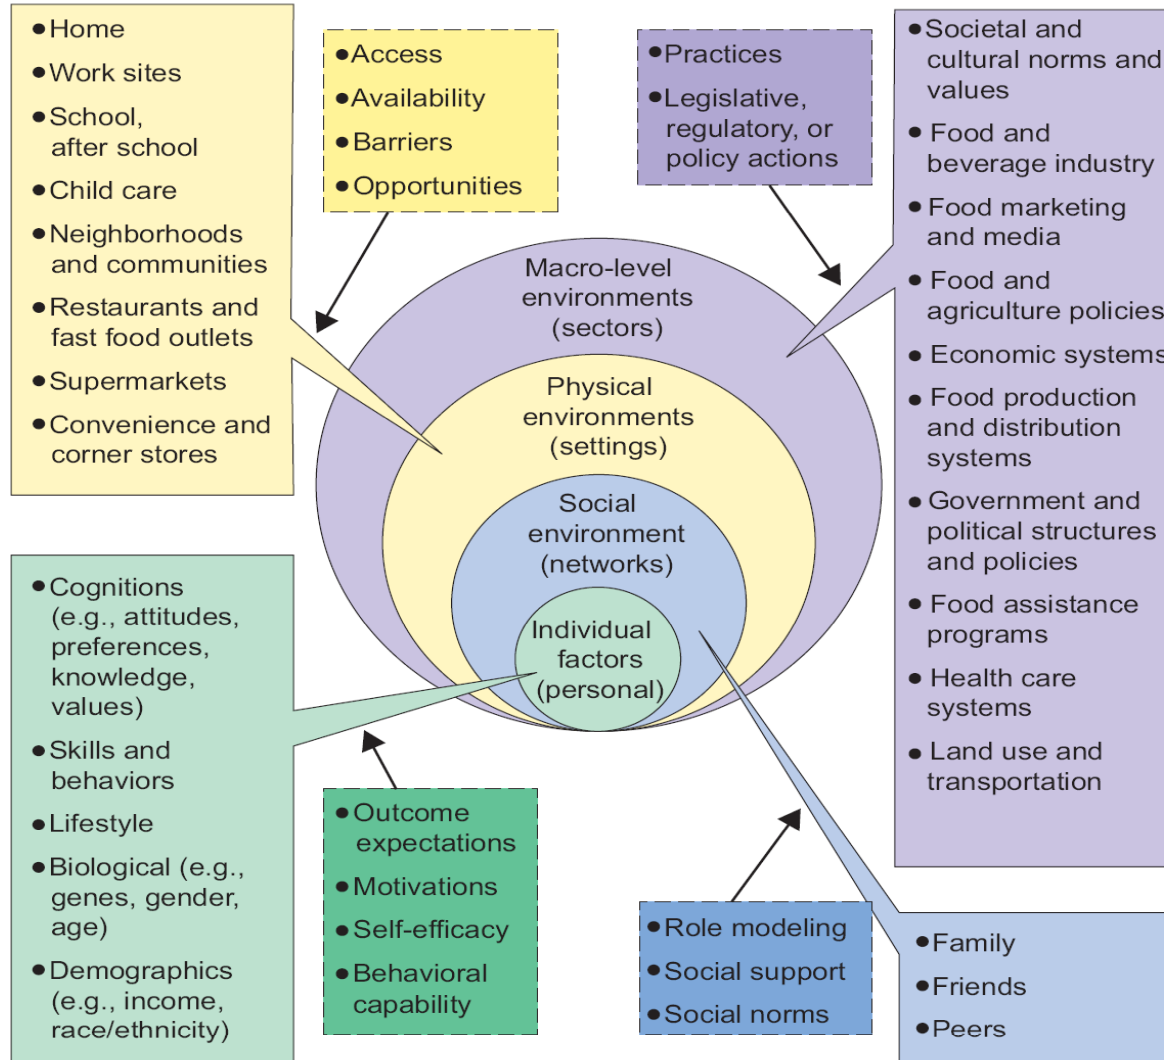 ● Home
● Work sites
● School,
after school
● Child care
● Neighborhoods
and communities
● Restaurants and
fast food outlets
● Supermarkets
● Convenience and
corner stores
● Access
● Availability
● Barriers
● Opportunities
● Practices
● Legislative,
regulatory, or
policy actions
● Societal and
cultural norms and
values
● Food and
beverage industry
● Food marketing
and media
● Food and
agriculture policies
● Economic systems
● Food production
and distribution
systems
● Government and
political structures
and policies
● Food assistance
programs
● Health care
systems
● Land use and
transportation
Macro-level
environments
(sectors)
Physical
environments
(settings)
Social
environment
(networks)
Individual
factors
(personal)
● Cognitions
(e.g., attitudes,
preferences,
knowledge,
values)
● Skills and
behaviors
● Lifestyle
● Biological (e.g.,
genes, gender,
age)
● Demographics
(e.g., income,
race/ethnicity)
● Outcome
expectations
● Motivations
● Self-efficacy
● Behavioral
capability
● Role modeling
● Social support
● Social norms
● Family
● Friends
● Peers